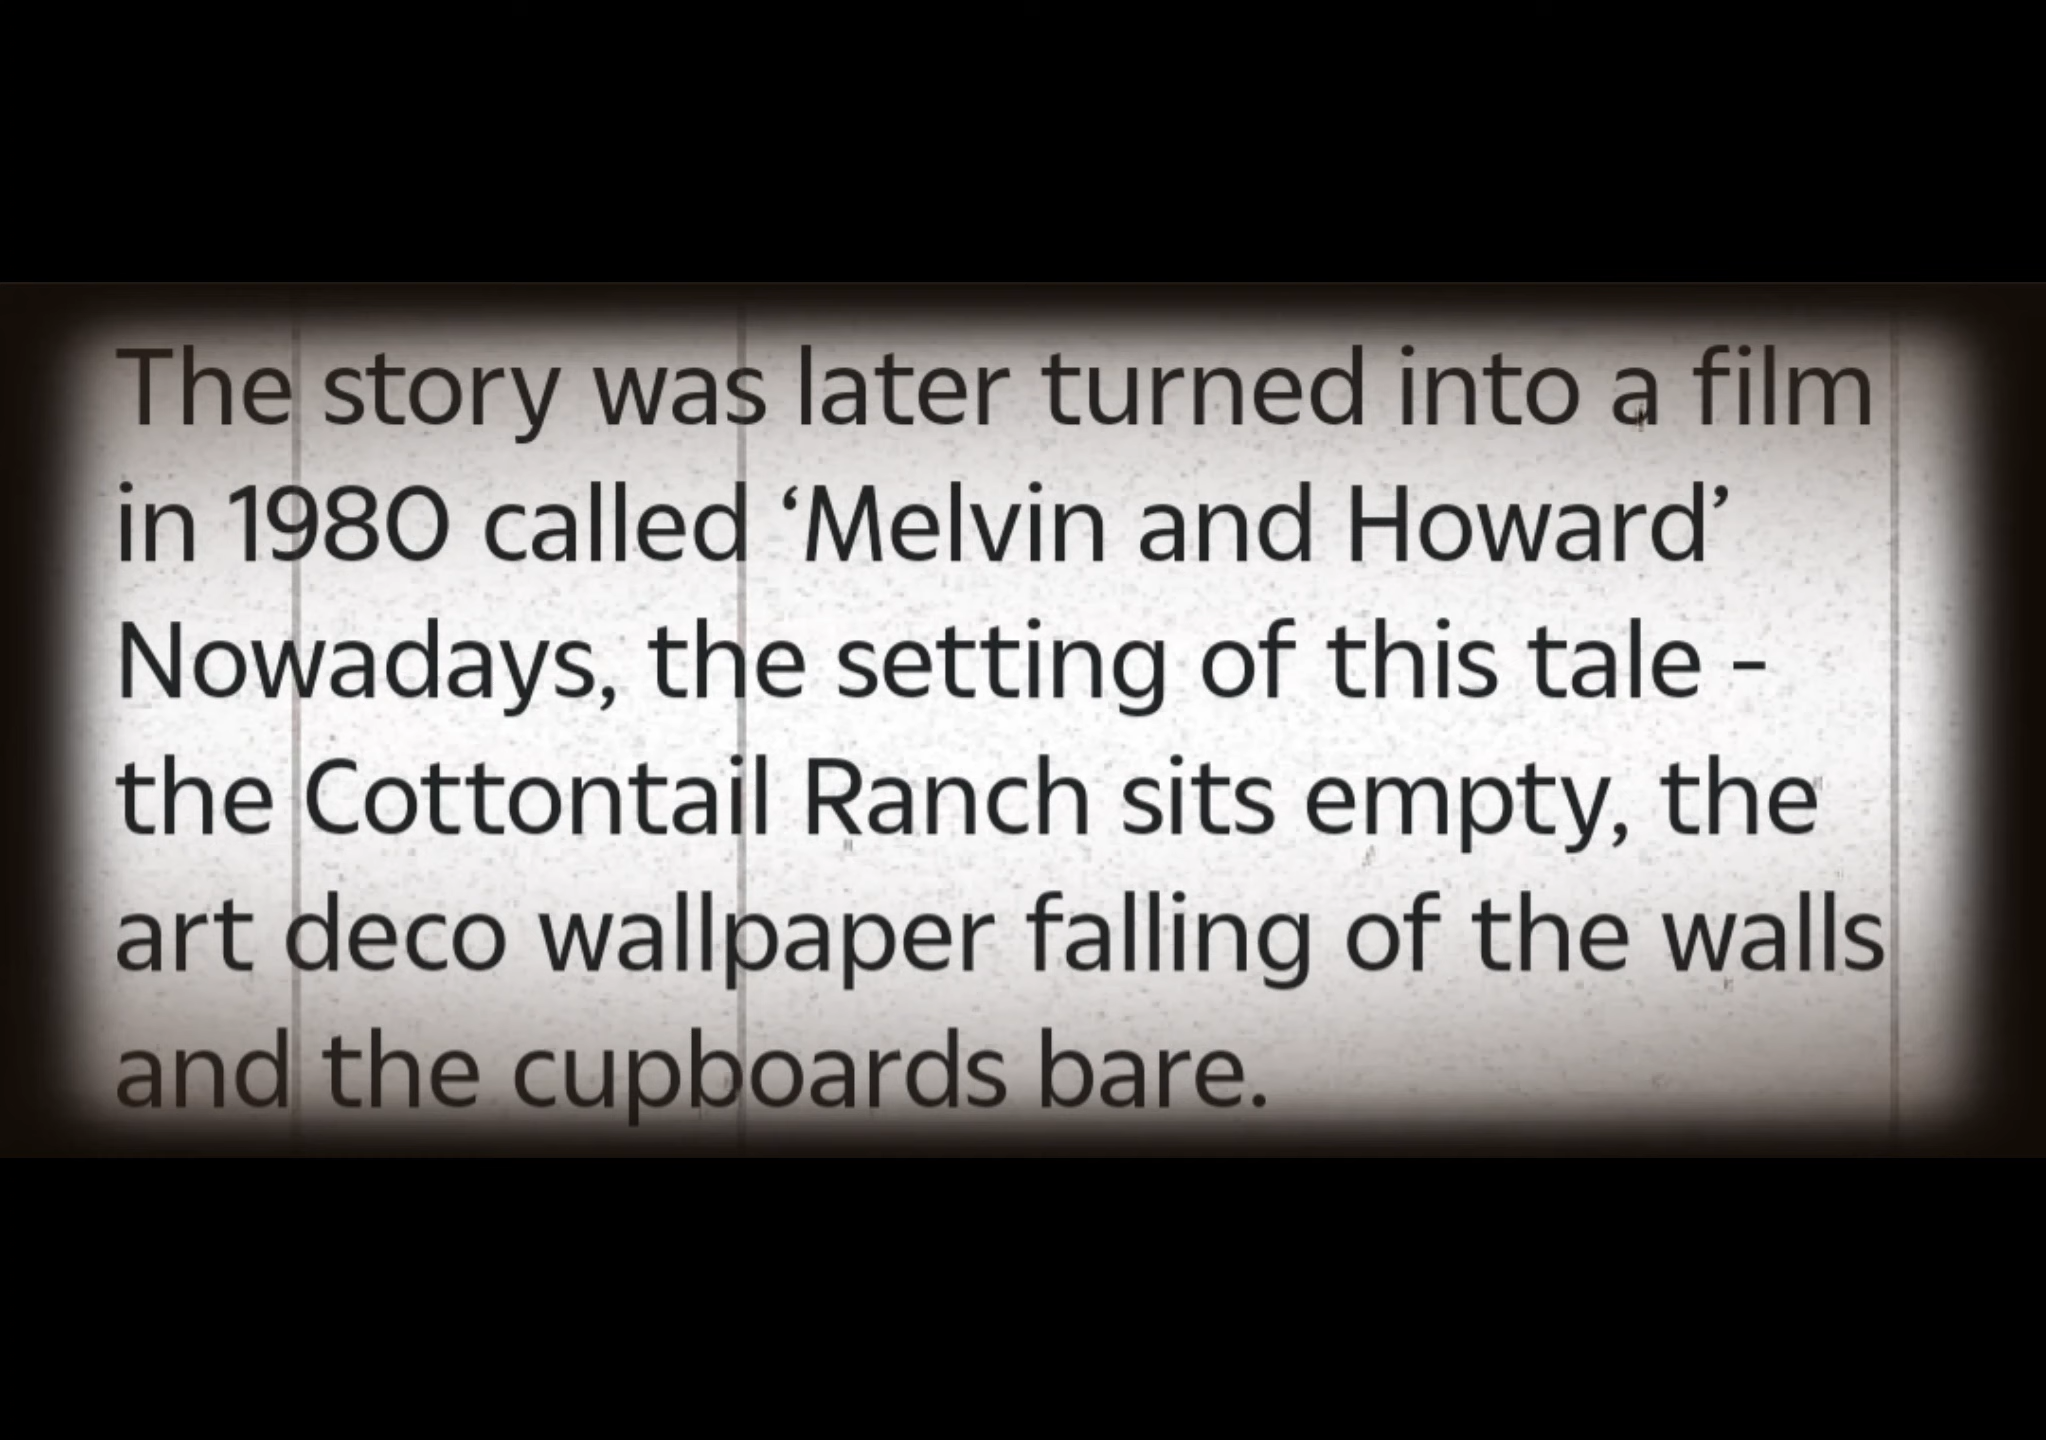 The story was later turned into a film
in 1980 called ‘Melvin and Howard’
Nowadays, the setting of this tale -
the Cottontail Ranch sits empty, the
art deco wallpaper falling of the walls
and the cupboards bare.